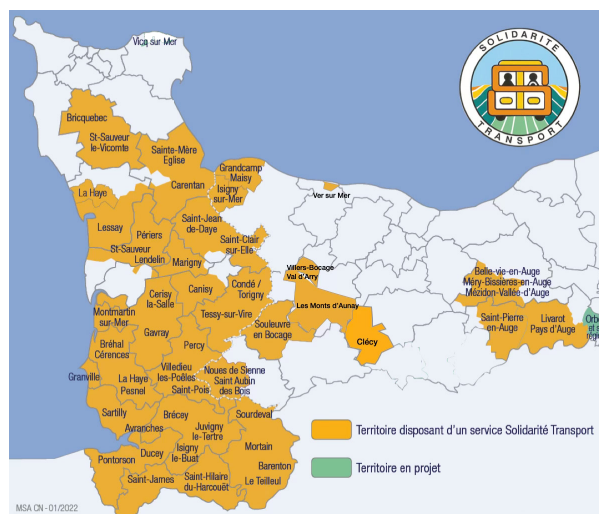 Vicq sur Mer
SOLIDARITE
TRANSPORT
Bricquebec
St-Sauveur
le-Vicomte
Sainte-Mère
Eglise
Grandcamp
Maisy
Isigny
sur-Mer
Carentan
La Haye
Ver sur Mer
Lessay
Périers
Saint-Jean
de-Daye
St-Sauveur
Lendelin
Marigny
Saint-Clair
sur-Elle
Villers-Bocage
Val d'Arry
Belle-vie-en-Auge
Méry-Bissières-en-Auge
Mézidon-Vallée-d'Auge
Canisy
Condé /
Torigny
Cerisy
la-Salle
Les Monts d'Aunay
Montmartin
sur-Mer
Tessy-sur-Vire
Souleuvre
en Bocage
Saint-Pierre
en-Auge
Livarot
Pays d'Auge
Orb
et s
régi
Gavray
Percy
Clécy
Bréhal
Cérences
Villedieu
les-Poêles
Noues de Sienne
Saint Aubin
des Bois
Granville
La Haye
Pesnel
Saint-Pois
Sartilly
Brécey
Sourdeval
Avranches
Juvigny
le-Tertre
Territoire disposant d'un service Solidarité Transport
Ducey
Isigny
le-Buat
Mortain
Pontorson
Barenton
Territoire en projet
Saint-James
Saint-Hilaire
du-Harcouët
Le Teilleul
MSA CN - 01/2022